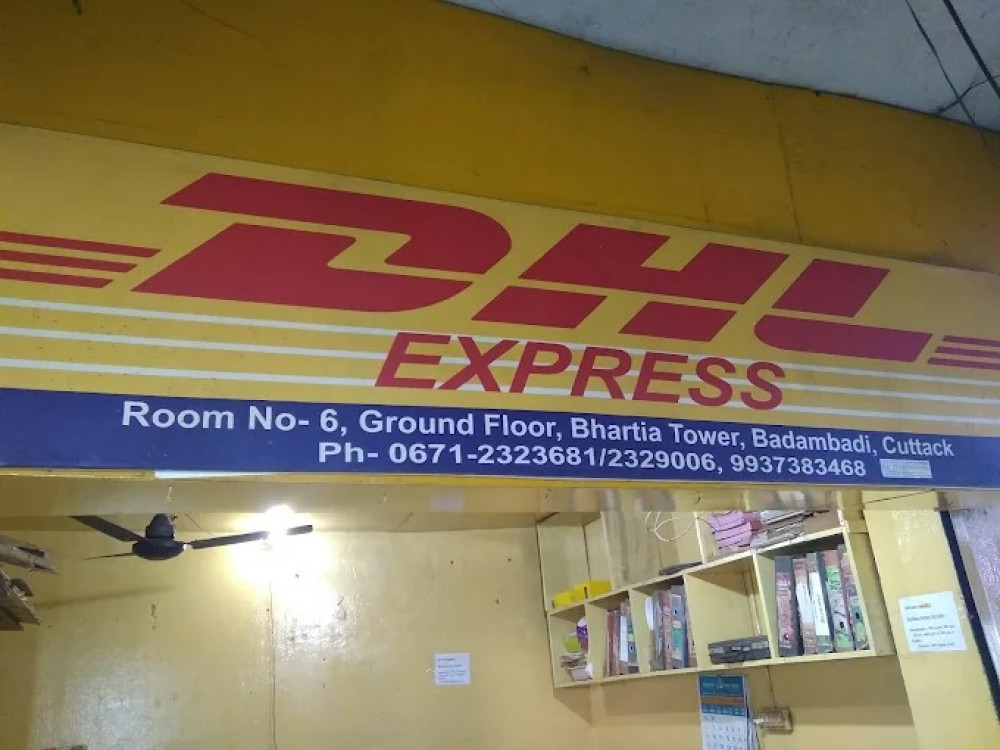 DHL
EXPRESS
Room No- 6, Ground Floor, Bhartia Tower, Badambadi, Cuttack
Ph- 0671-2323681/2329006, 9937383468